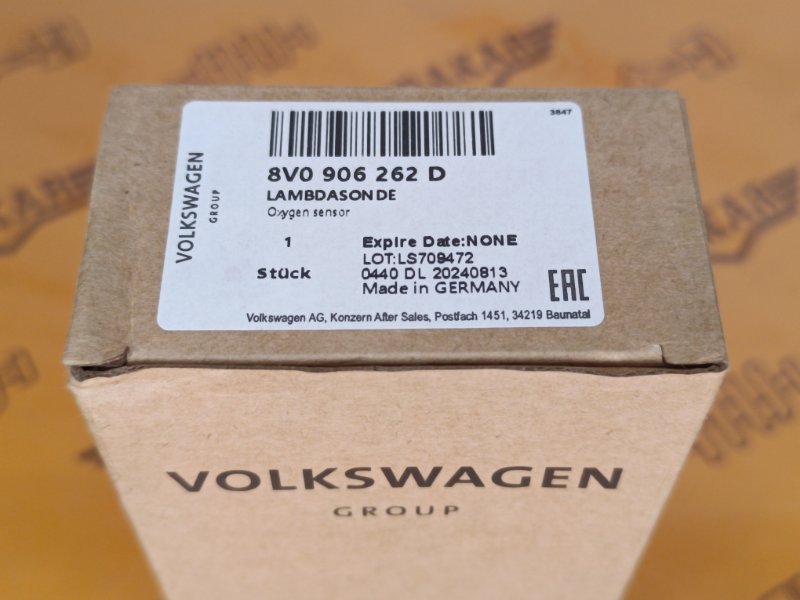 3847
8V0 906 262 D
LAMBDASONDE
Oxygen sensor
VOLKSWAGEN
GROUP
1 Expire Date:NONE
LOT:LS709472
Stück 0440 DL 20240813
Made in GERMANY
EAC
Volkswagen AG, Konzern After Sales, Postfach 1451, 34219 Baunatal
VOLKSWAGEN
GROUP